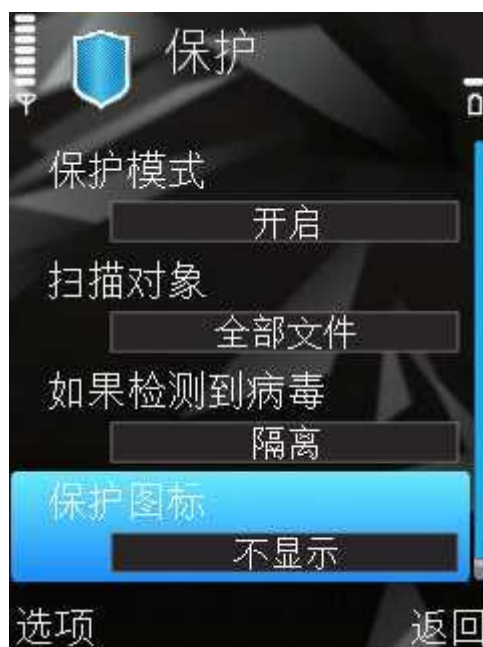 保护
保护模式
开启
扫描对象
全部文件
如果检测到病毒
隔离
保护图标
不显示
选项
返回